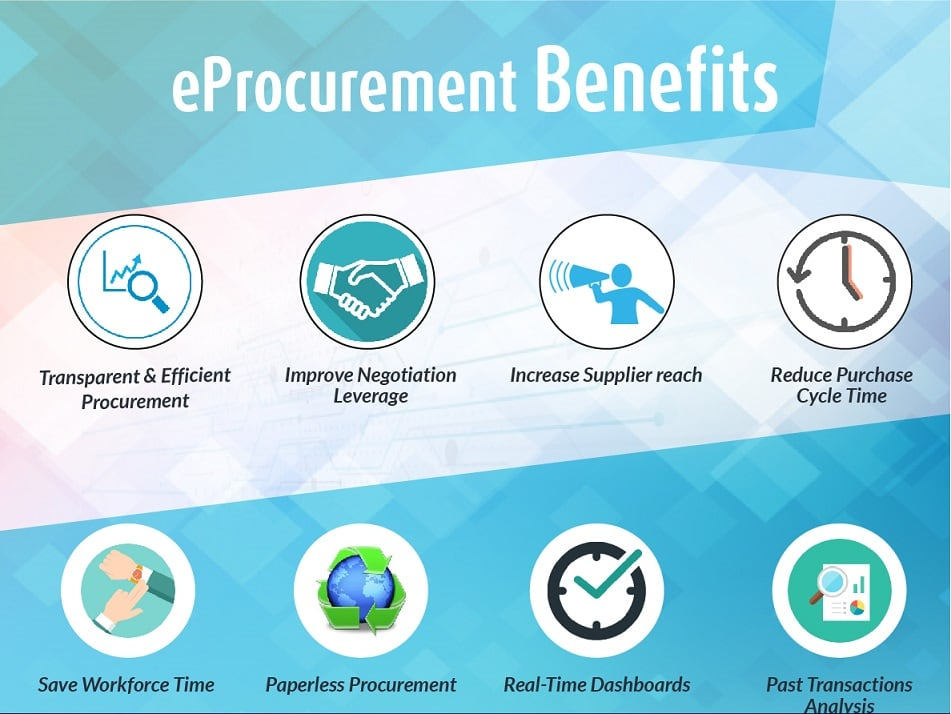 eProcurement Benefits
Transparent & Efficient
Procurement
Improve Negotiation
Leverage
Increase Supplier reach
Reduce Purchase
Cycle Time
Save Workforce Time
Paperless Procurement
Real-Time Dashboards
Past Transactions
Analysis